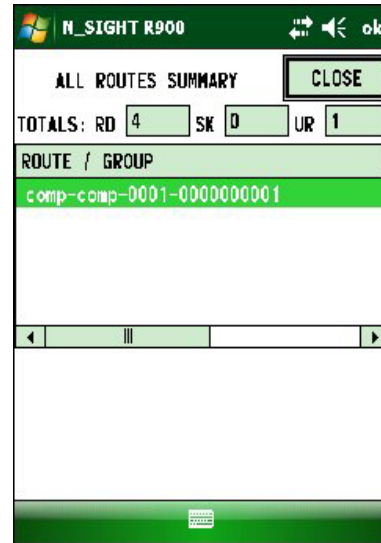 N_SIGHT R900 ok
ALL ROUTES SUMMARY CLOSE
TOTALS: RD 4 SK 0 UR 1
ROUTE / GROUP
comp-comp-0001-0000000001